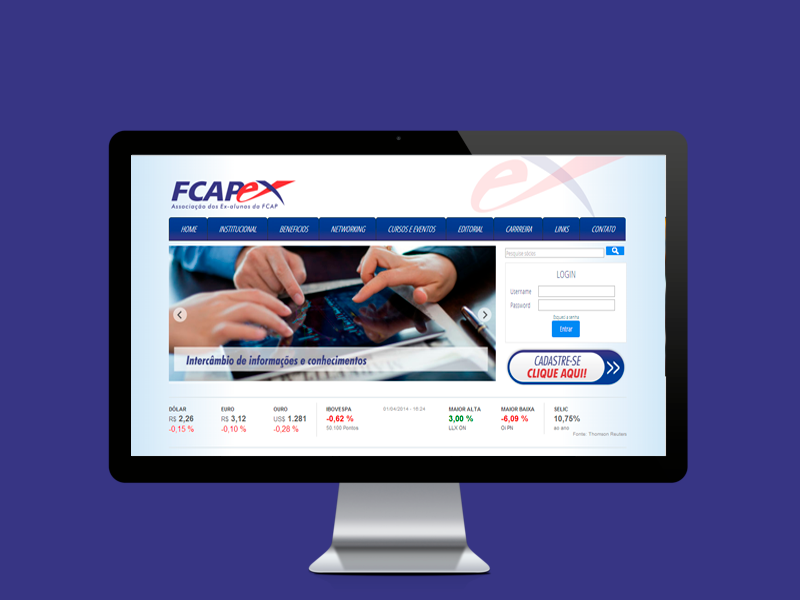 FCAPex
Associação dos Ex-alunos da FCAP
HOME INSTITUCIONAL BENEFICIOS NETWORKING CURSOS E EVENTOS EDITORIAL CARRREIRA LINKS CONTATO
Pesquise sócios
LOGIN
Username
Password
Esqueci a senha
Entrar
Intercâmbio de informações e conhecimentos
CADASTRE-SE
CLIQUE AQUI!
DÓLAR EURO OURO IBOVESPA 01/04/2014 - 16:24 MAIOR ALTA MAIOR BAIXA SELIC
R$ 2,26 R$ 3,12 US$ 1.281 -0,62 % 3,00 % -6,09 % 10,75%
-0,15 % -0,10 % -0,28 % 50.100 Pontos LLX ON Oi PN ao ano
Fonte: Thomson Reuters
ex